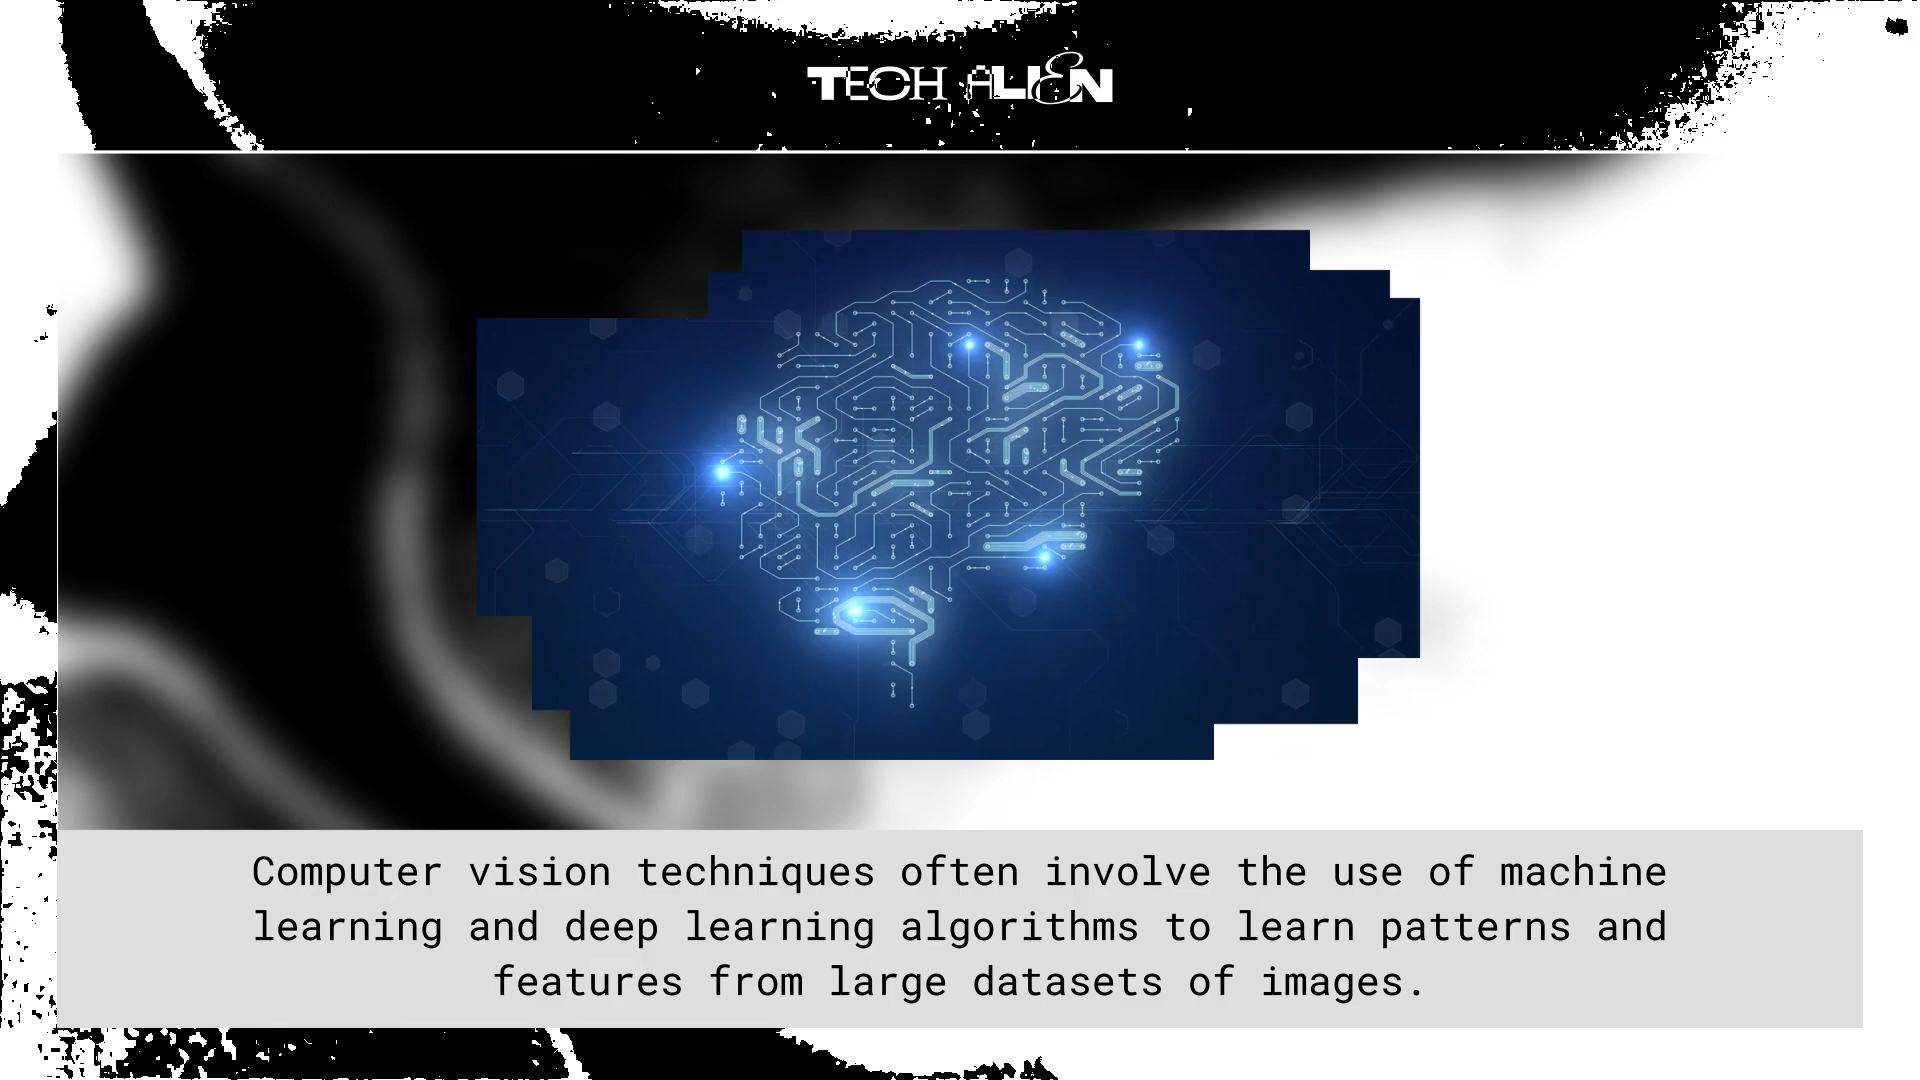 TECH ALIEN
Computer vision techniques often involve the use of machine
learning and deep learning algorithms to learn patterns and
features from large datasets of images.